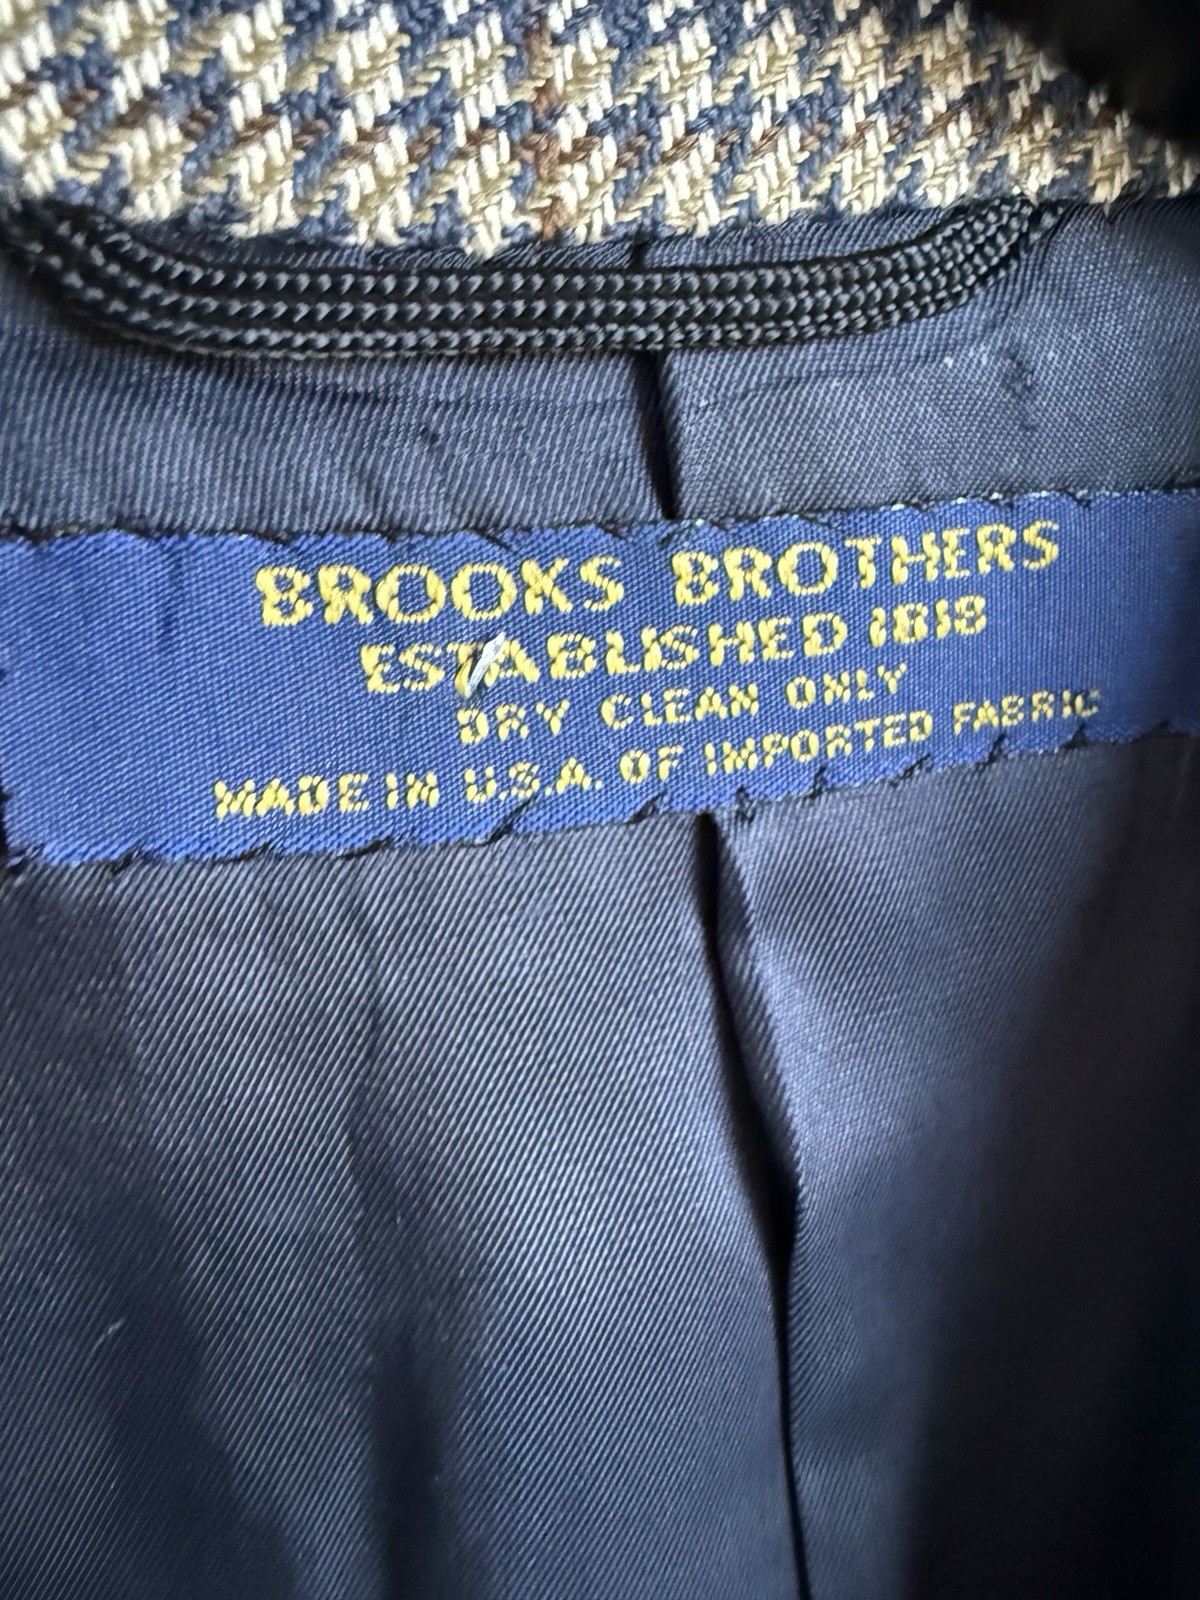 BROOKS BROTHERS
ESTABLISHED 1818
DRY CLEAN ONLY
MADE IN U.S.A. OF IMPORTED FABRIC